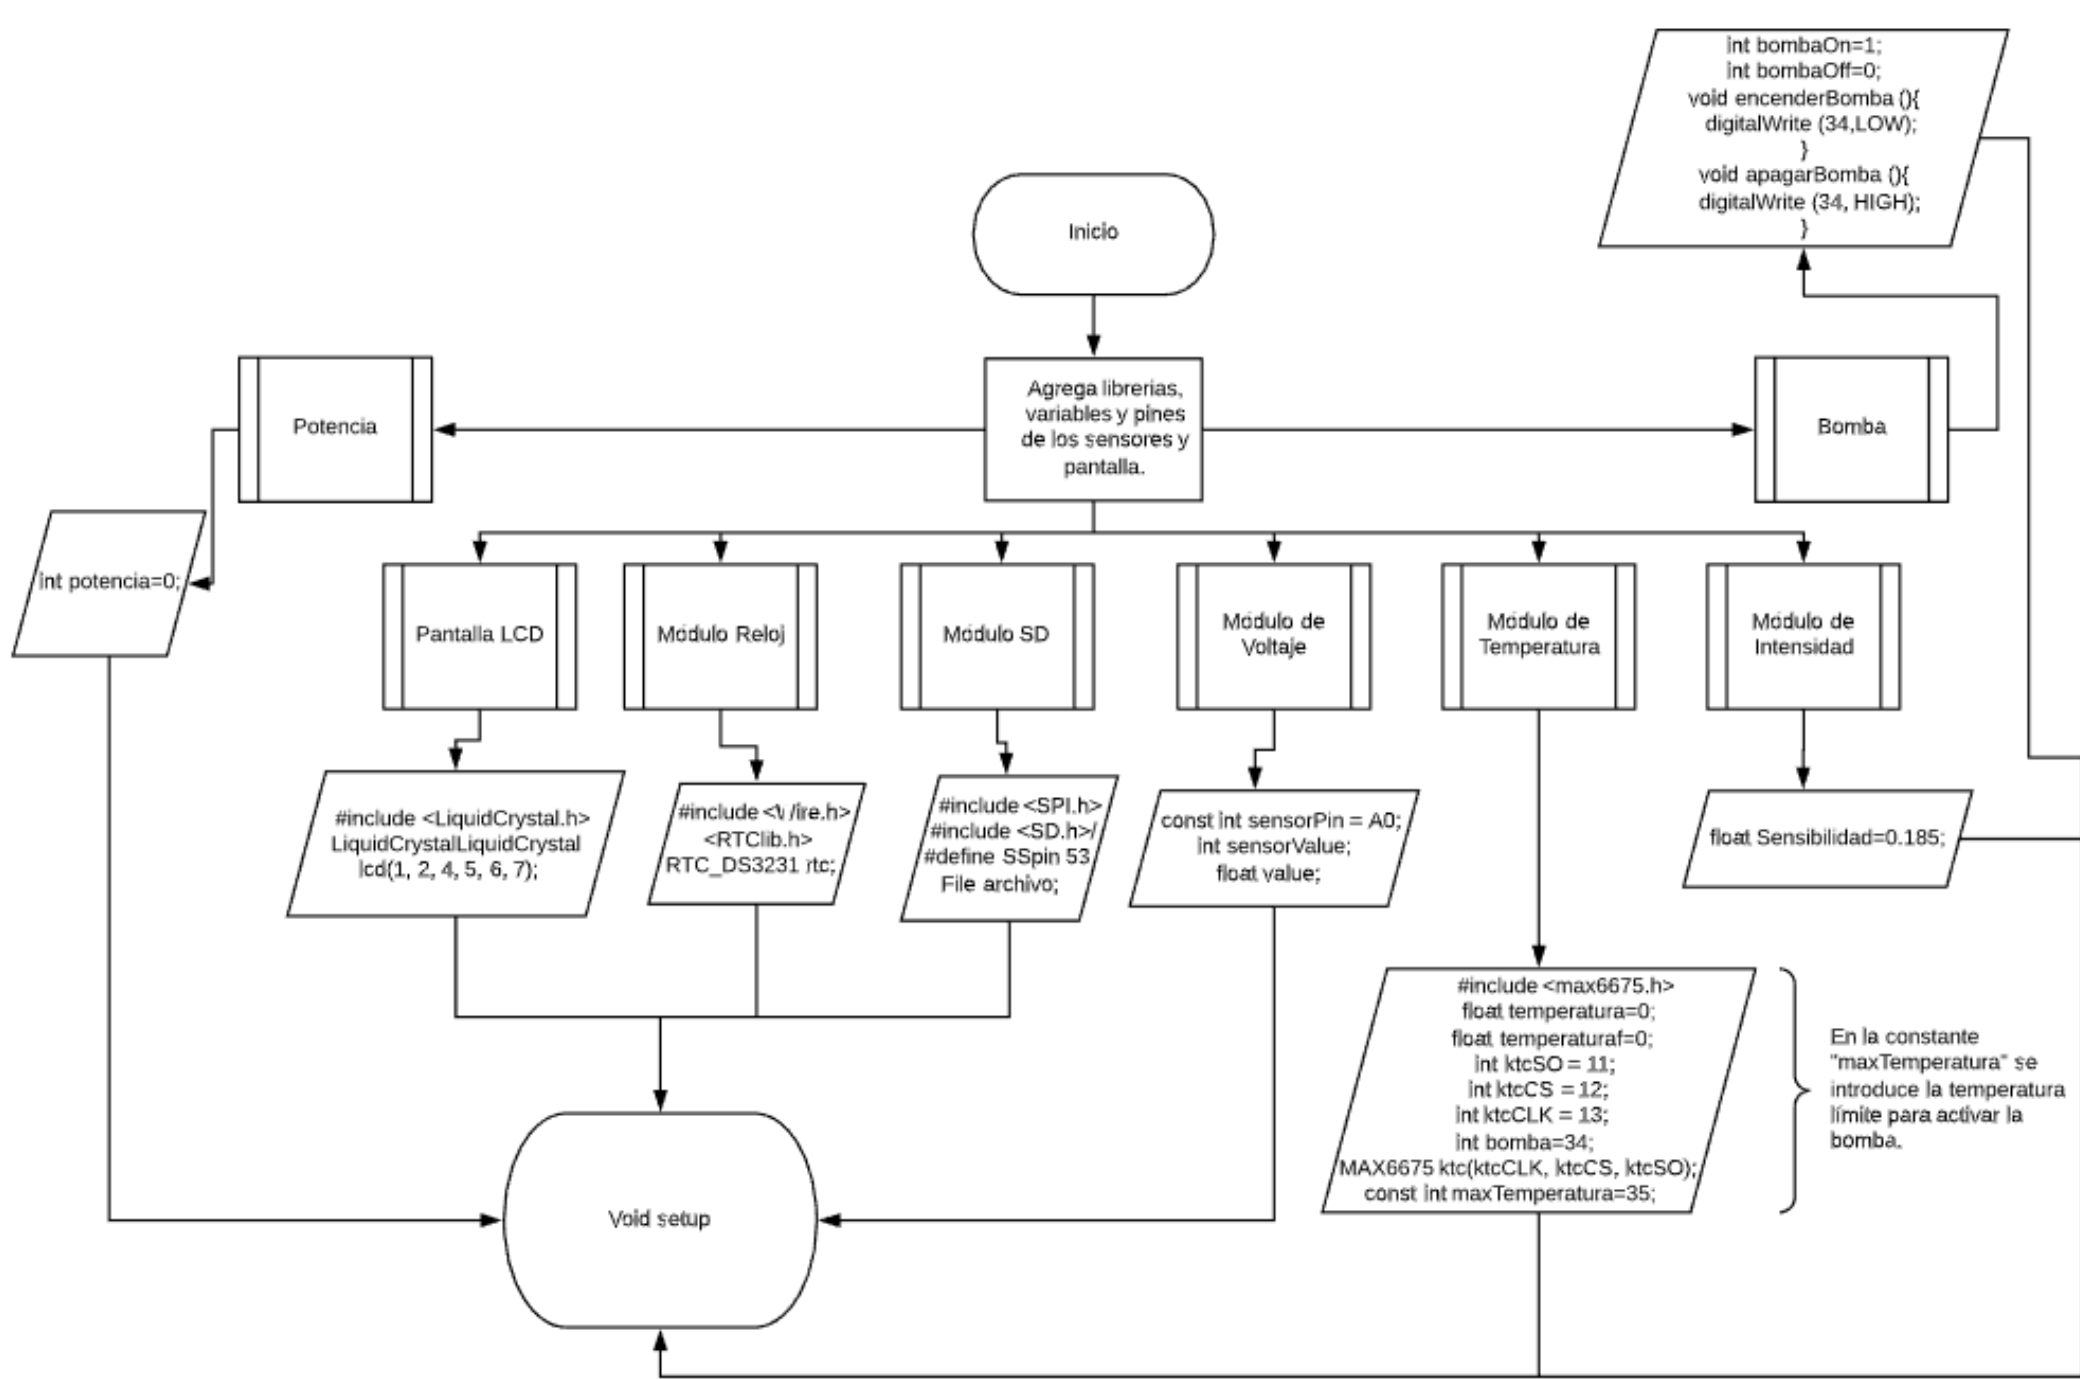 int bombaOn=1;
int bombaOff=0;
void encenderBomba (){
digitalWrite (34,LOW);
}
void apagarBomba (){
digitalWrite (34, HIGH);
}
Inicio
Agrega librerias,
variables y pines
de los sensores y
pantalla.
Potencia
Bomba
int potencia=0;
Pantalla LCD
Módulo Reloj
Módulo SD
Módulo de
Voltaje
Módulo de
Temperatura
Módulo de
Intensidad
#include <LiquidCrystal.h>
LiquidCrystalLiquidCrystal
lcd(1, 2, 4, 5, 6, 7);
#include <Wire.h>
<RTClib.h>
RTC_DS3231 rtc;
#include <SPI.h>
#include <SD.h>/
#define SSpin 53
File archivo;
const int sensorPin = A0;
int sensorValue;
float value;
float Sensibilidad=0.185;
#include <max6675.h>
float temperatura=0;
float temperaturaf=0;
int ktcSO = 11;
int ktcCS = 12;
int ktcCLK = 13;
int bomba=34;
MAX6675 ktc(ktcCLK, ktcCS, ktcSO);
const int maxTemperatura=35;
En la constante
"maxTemperatura" se
introduce la temperatura
límite para activar la
bomba.
Void setup